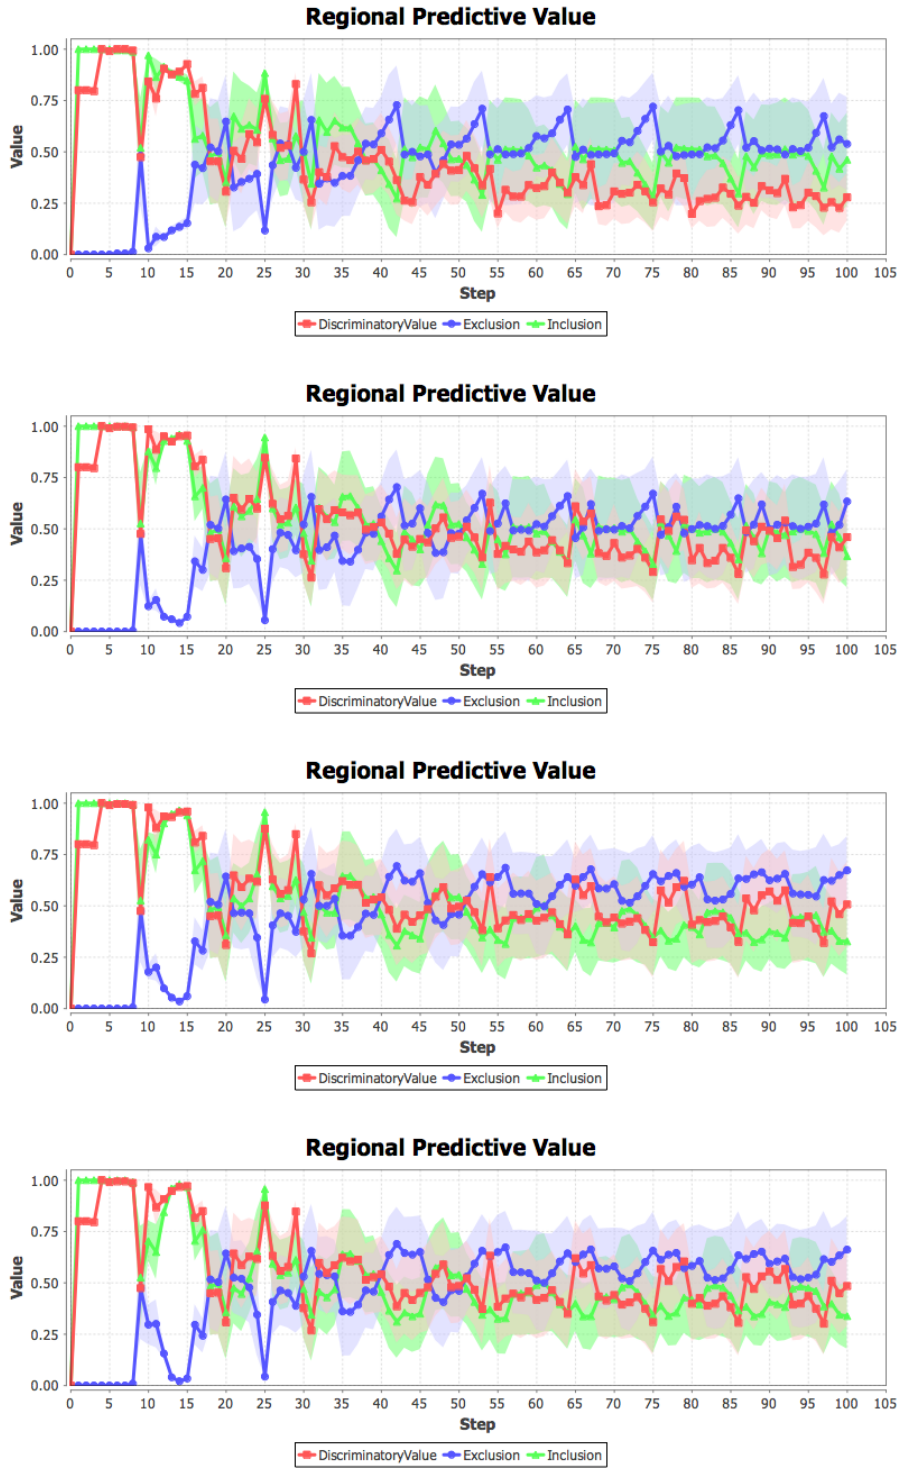 Regional Predictive Value
1.00
0.75
0.50
0.25
0.00
Value
0 5 10 15 20 25 30 35 40 45 50 55 60 65 70 75 80 85 90 95 100 105
Step
DiscriminatoryValue Exclusion Inclusion
Regional Predictive Value
1.00
0.75
0.50
0.25
0.00
Value
0 5 10 15 20 25 30 35 40 45 50 55 60 65 70 75 80 85 90 95 100 105
Step
DiscriminatoryValue Exclusion Inclusion
Regional Predictive Value
1.00
0.75
0.50
0.25
0.00
Value
0 5 10 15 20 25 30 35 40 45 50 55 60 65 70 75 80 85 90 95 100 105
Step
DiscriminatoryValue Exclusion Inclusion
Regional Predictive Value
1.00
0.75
0.50
0.25
0.00
Value
0 5 10 15 20 25 30 35 40 45 50 55 60 65 70 75 80 85 90 95 100 105
Step
DiscriminatoryValue Exclusion Inclusion